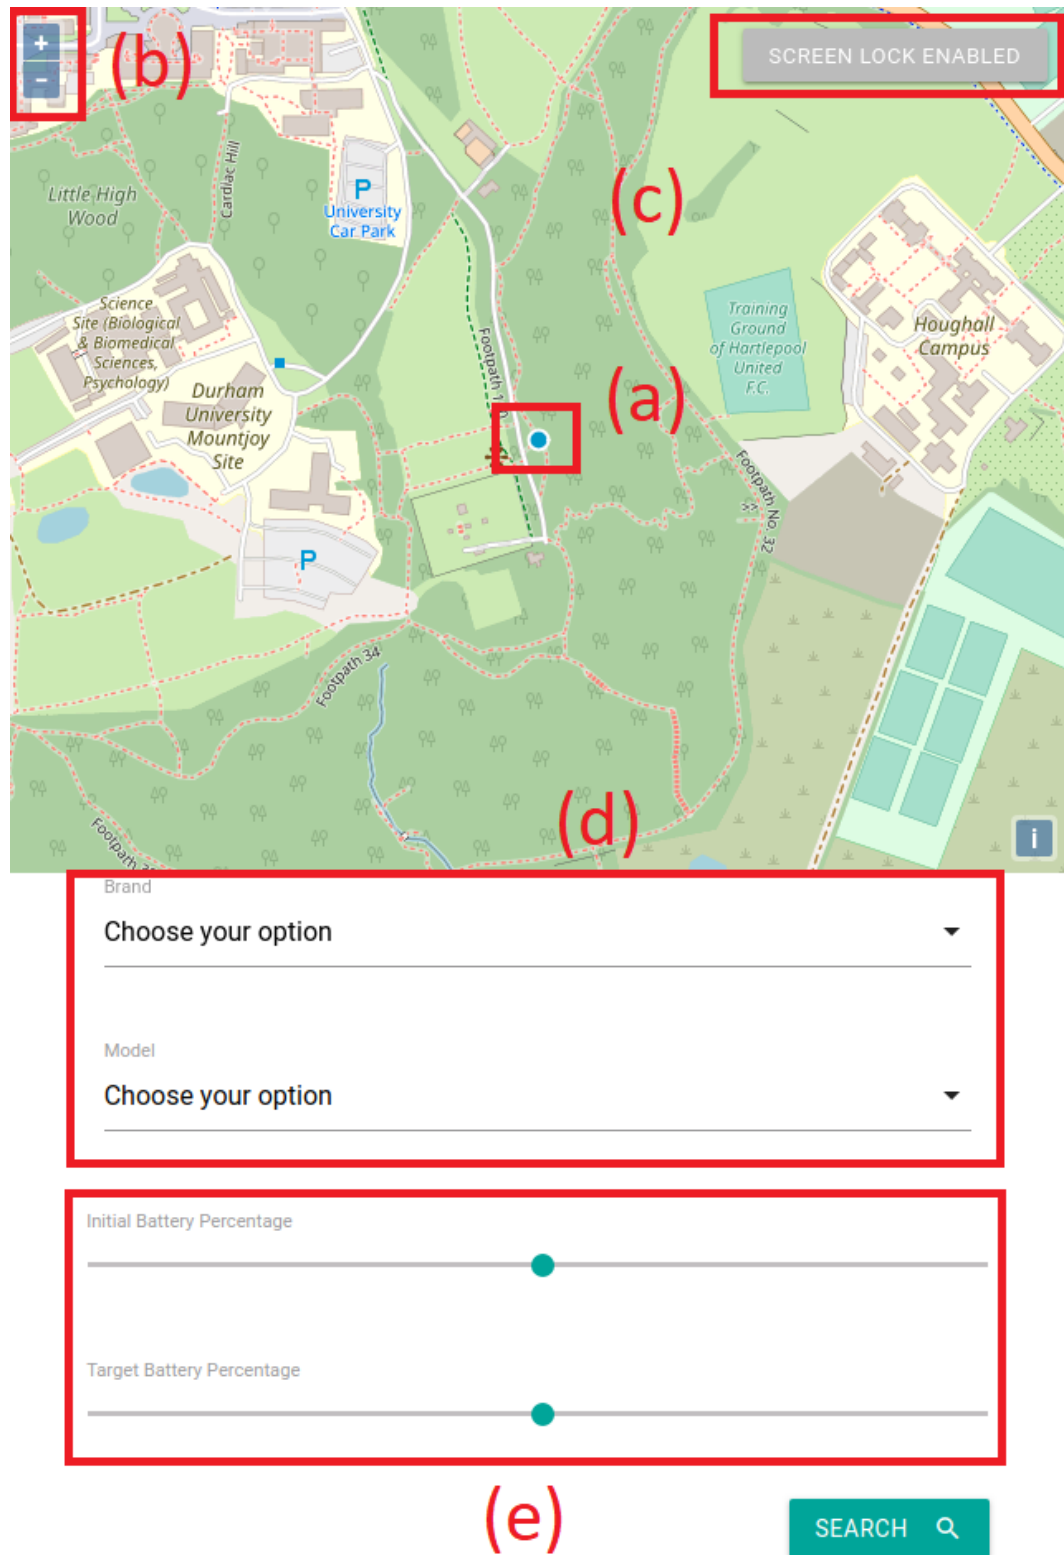 +
(b)
−
SCREEN LOCK ENABLED
Cardiac Hill
Little High
Wood
P
University
Car Park
(c)
Science
Site (Biological
& Biomedical
Sciences,
Psychology)
Durham
University
Mountjoy
Site
Footpath
Training
Ground
of Hartlepool
United
F.C.
Houghall
Campus
(a)
Footpath No. 32
P
Footpath 34
(d)
Footpath
i
Brand
Choose your option
Model
Choose your option
Initial Battery Percentage
Target Battery Percentage
(e)
SEARCH